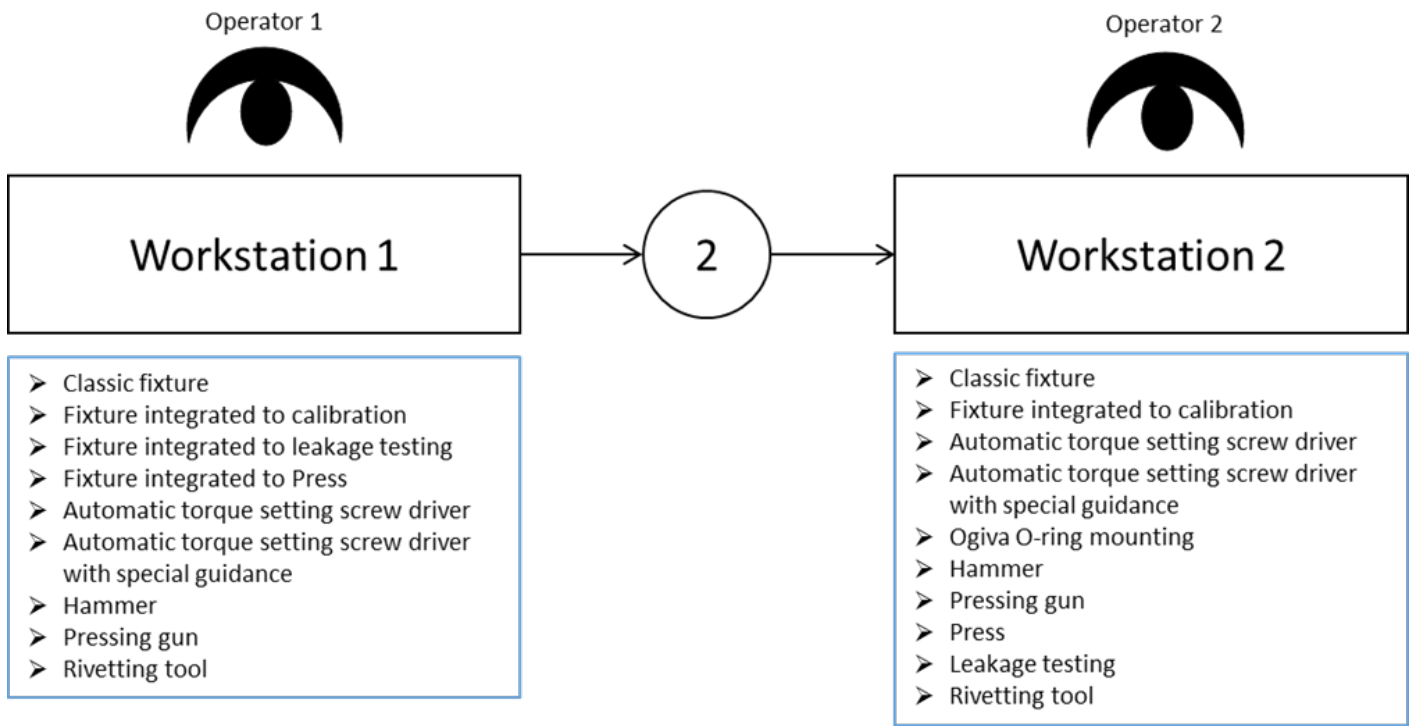 Operator 1
Operator 2
Workstation 1
2
Workstation 2
➢ Classic fixture
➢ Fixture integrated to calibration
➢ Fixture integrated to leakage testing
➢ Fixture integrated to Press
➢ Automatic torque setting screw driver
➢ Automatic torque setting screw driver
with special guidance
➢ Hammer
➢ Pressing gun
➢ Rivetting tool
➢ Classic fixture
➢ Fixture integrated to calibration
➢ Automatic torque setting screw driver
➢ Automatic torque setting screw driver
with special guidance
➢ Ogiva O-ring mounting
➢ Hammer
➢ Pressing gun
➢ Press
➢ Leakage testing
➢ Rivetting tool